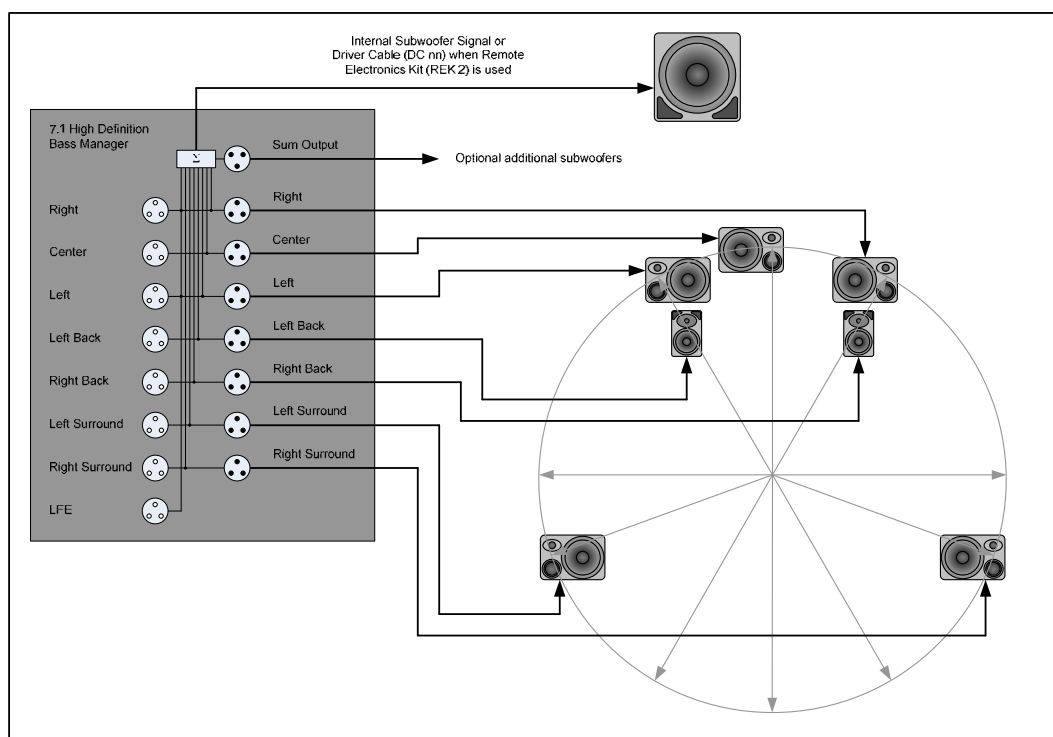 Internal Subwoofer Signal or
Driver Cable (DC nn) when Remote
Electronics Kit (REK 2) is used
7.1 High Definition
Bass Manager
Σ
Sum Output
Optional additional subwoofers
Right
Right
Center
Center
Left
Left
Left Back
Left Back
Right Back
Right Back
Left Surround
Left Surround
Right Surround
Right Surround
LFE